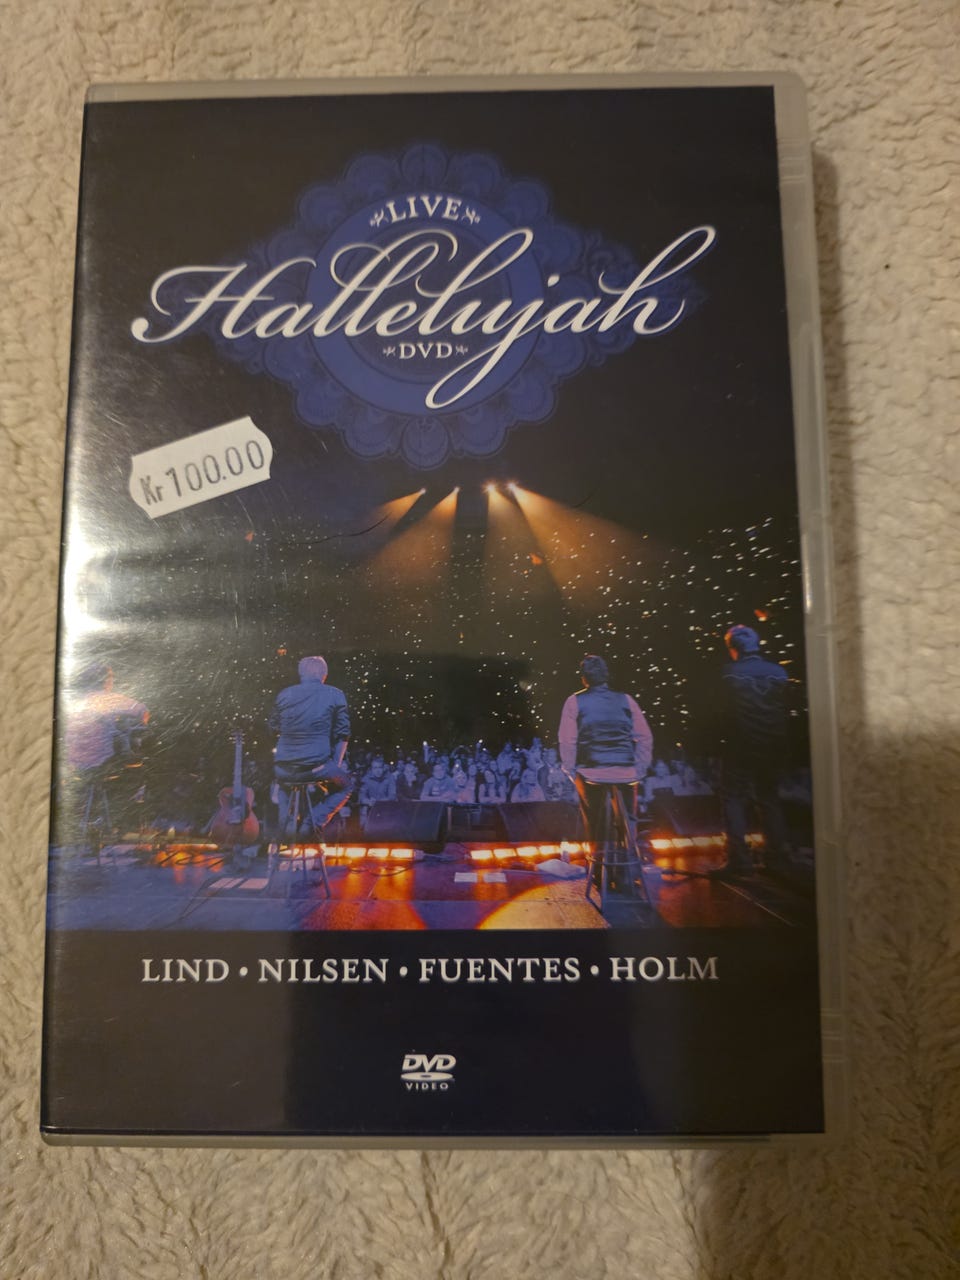 LIVE
Hallelujah
DVD
Kr 100.00
LIND • NILSEN • FUENTES • HOLM
DVD
VIDEO